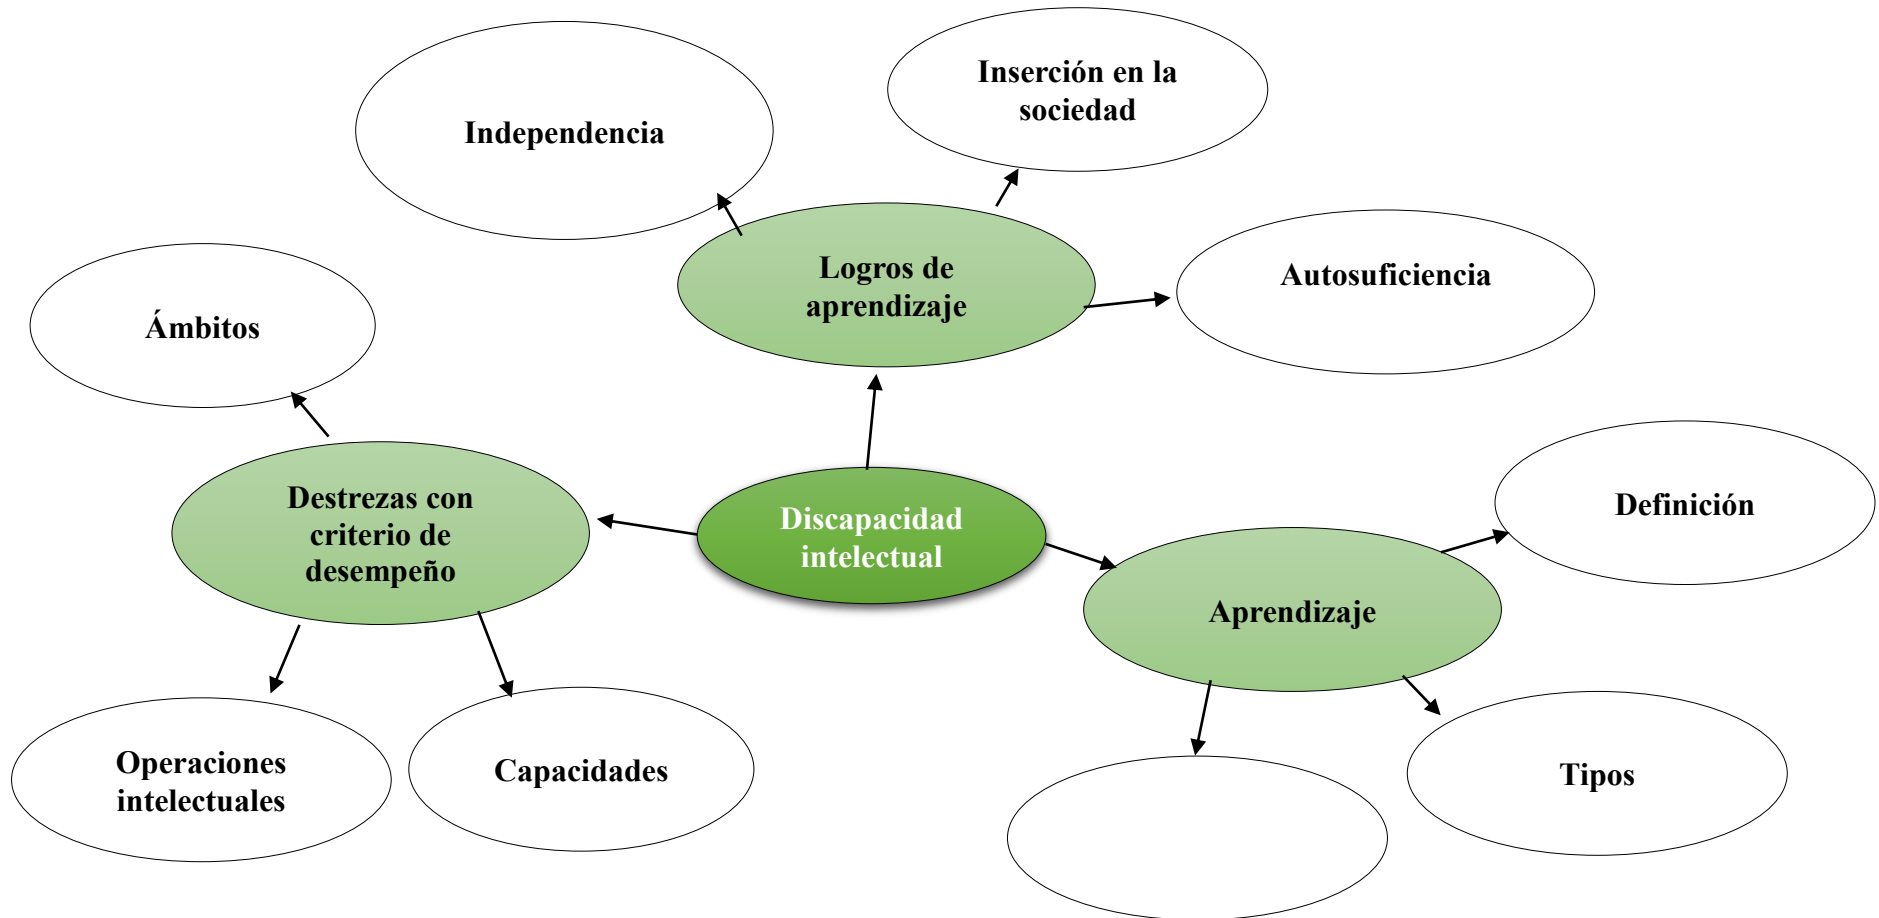 Inserción en la
sociedad
Independencia
Logros de
aprendizaje
Autosuficiencia
Ámbitos
Destrezas con
criterio de
desempeño
Discapacidad
intelectual
Definición
Aprendizaje
Operaciones
intelectuales
Capacidades
Tipos